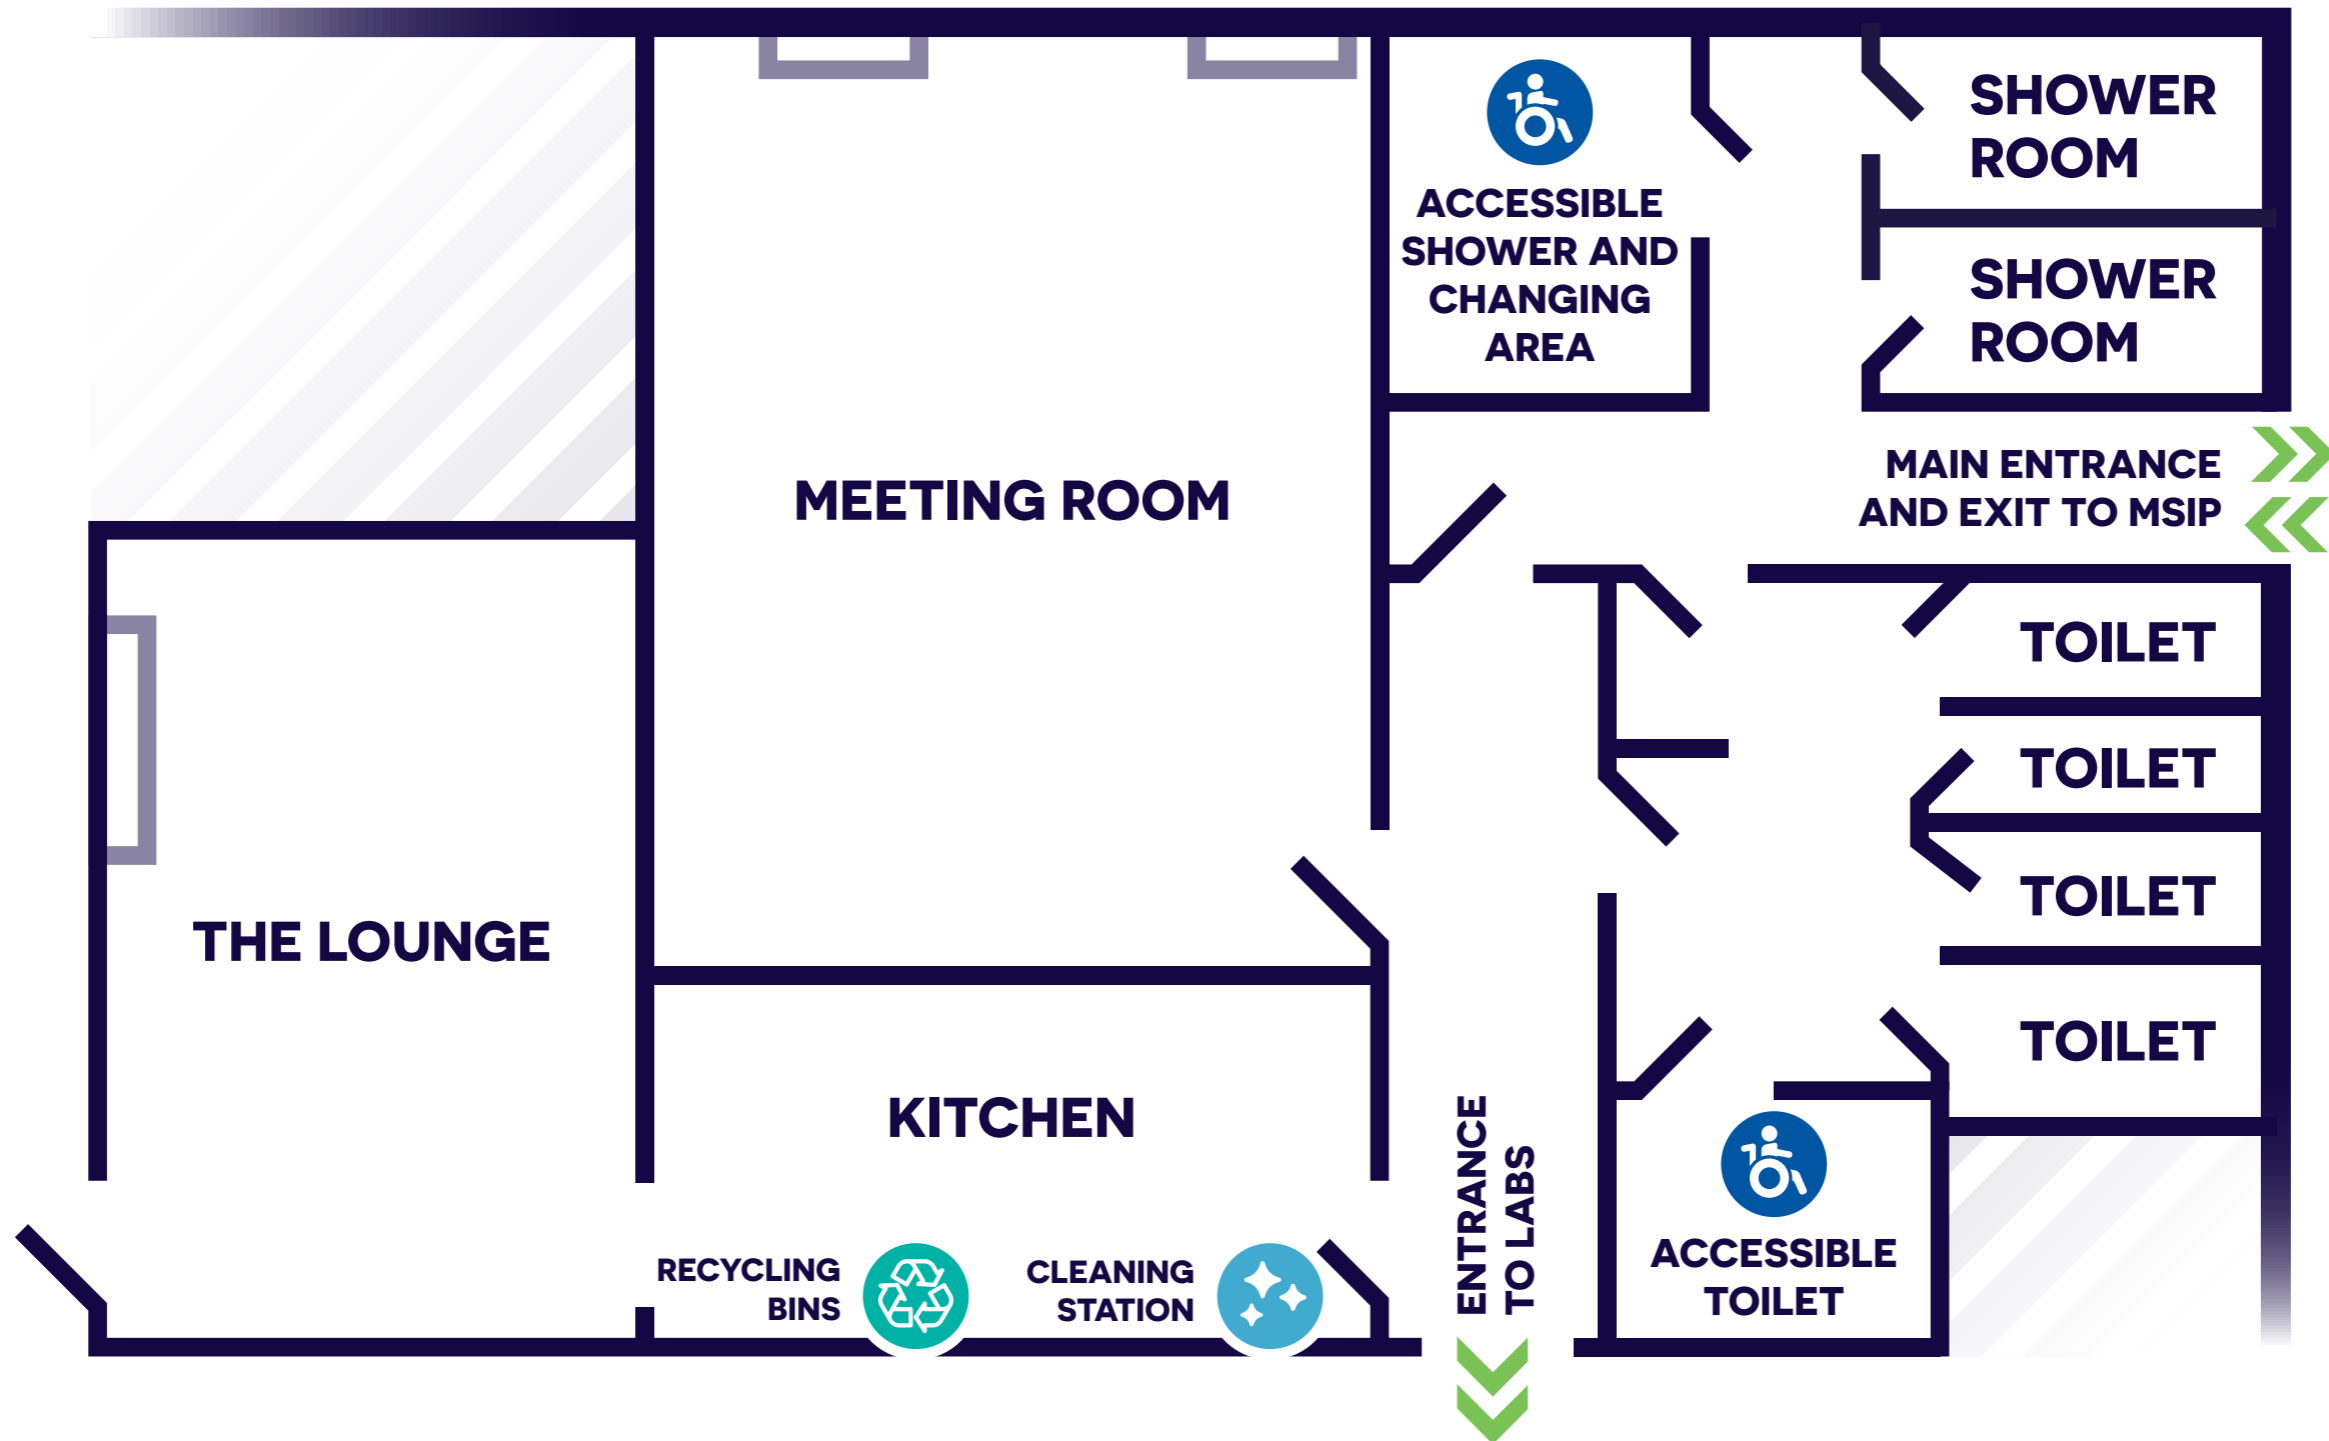 SHOWER
ROOM
ACCESSIBLE
SHOWER AND
CHANGING
AREA
SHOWER
ROOM
MEETING ROOM
MAIN ENTRANCE
AND EXIT TO MSIP
TOILET
TOILET
TOILET
THE LOUNGE
TOILET
KITCHEN
ENTRANCE
TO LABS
ACCESSIBLE
TOILET
RECYCLING
BINS
CLEANING
STATION